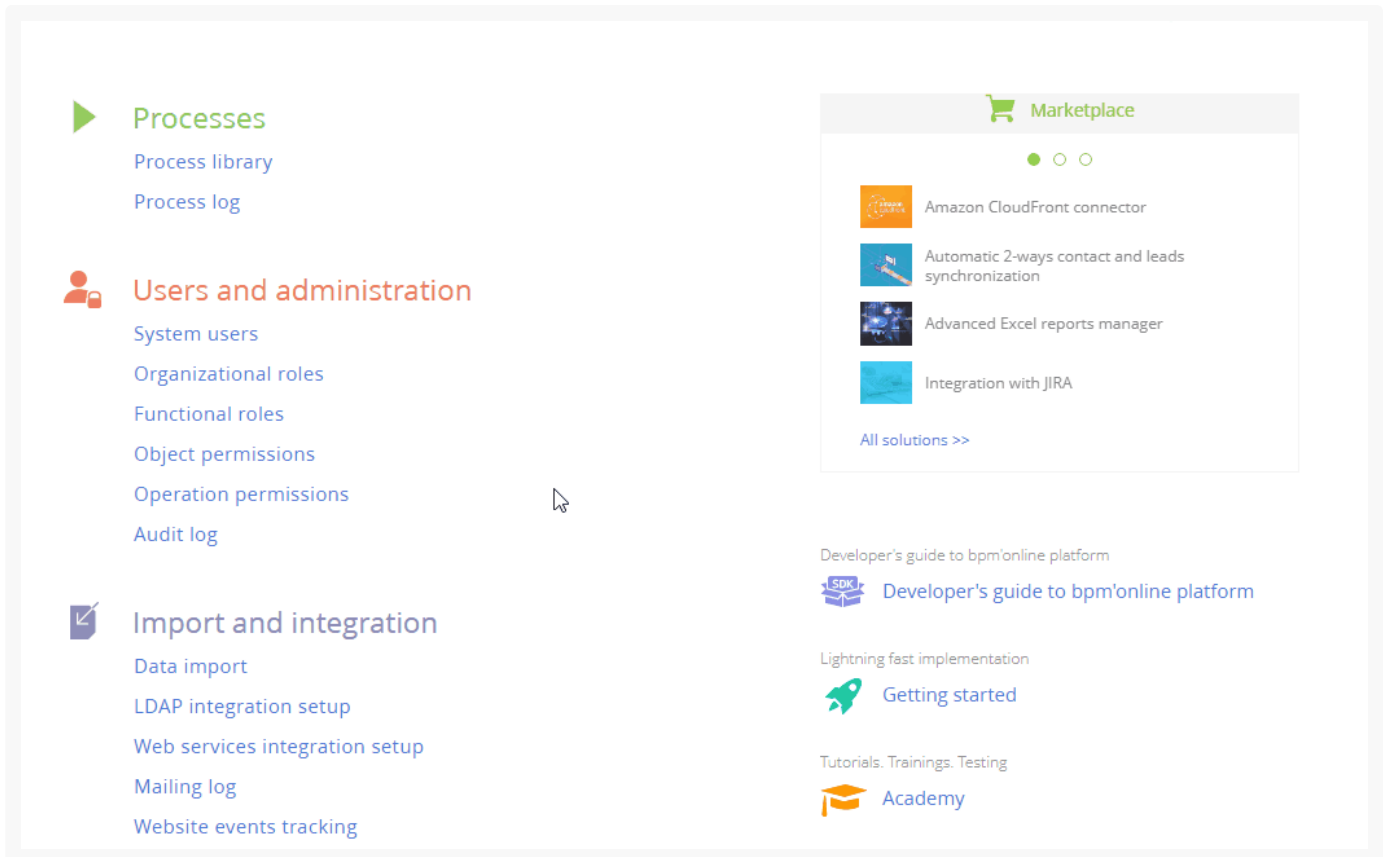 Processes
Process library
Process log
Users and administration
System users
Organizational roles
Functional roles
Object permissions
Operation permissions
Audit log
Import and integration
Data import
LDAP integration setup
Web services integration setup
Mailing log
Website events tracking
Marketplace
Amazon CloudFront connector
Automatic 2-ways contact and leads
synchronization
Advanced Excel reports manager
Integration with JIRA
All solutions >>
Developer's guide to bpm'online platform
SDK
Developer's guide to bpm'online platform
Lightning fast implementation
Getting started
Tutorials. Trainings. Testing
Academy